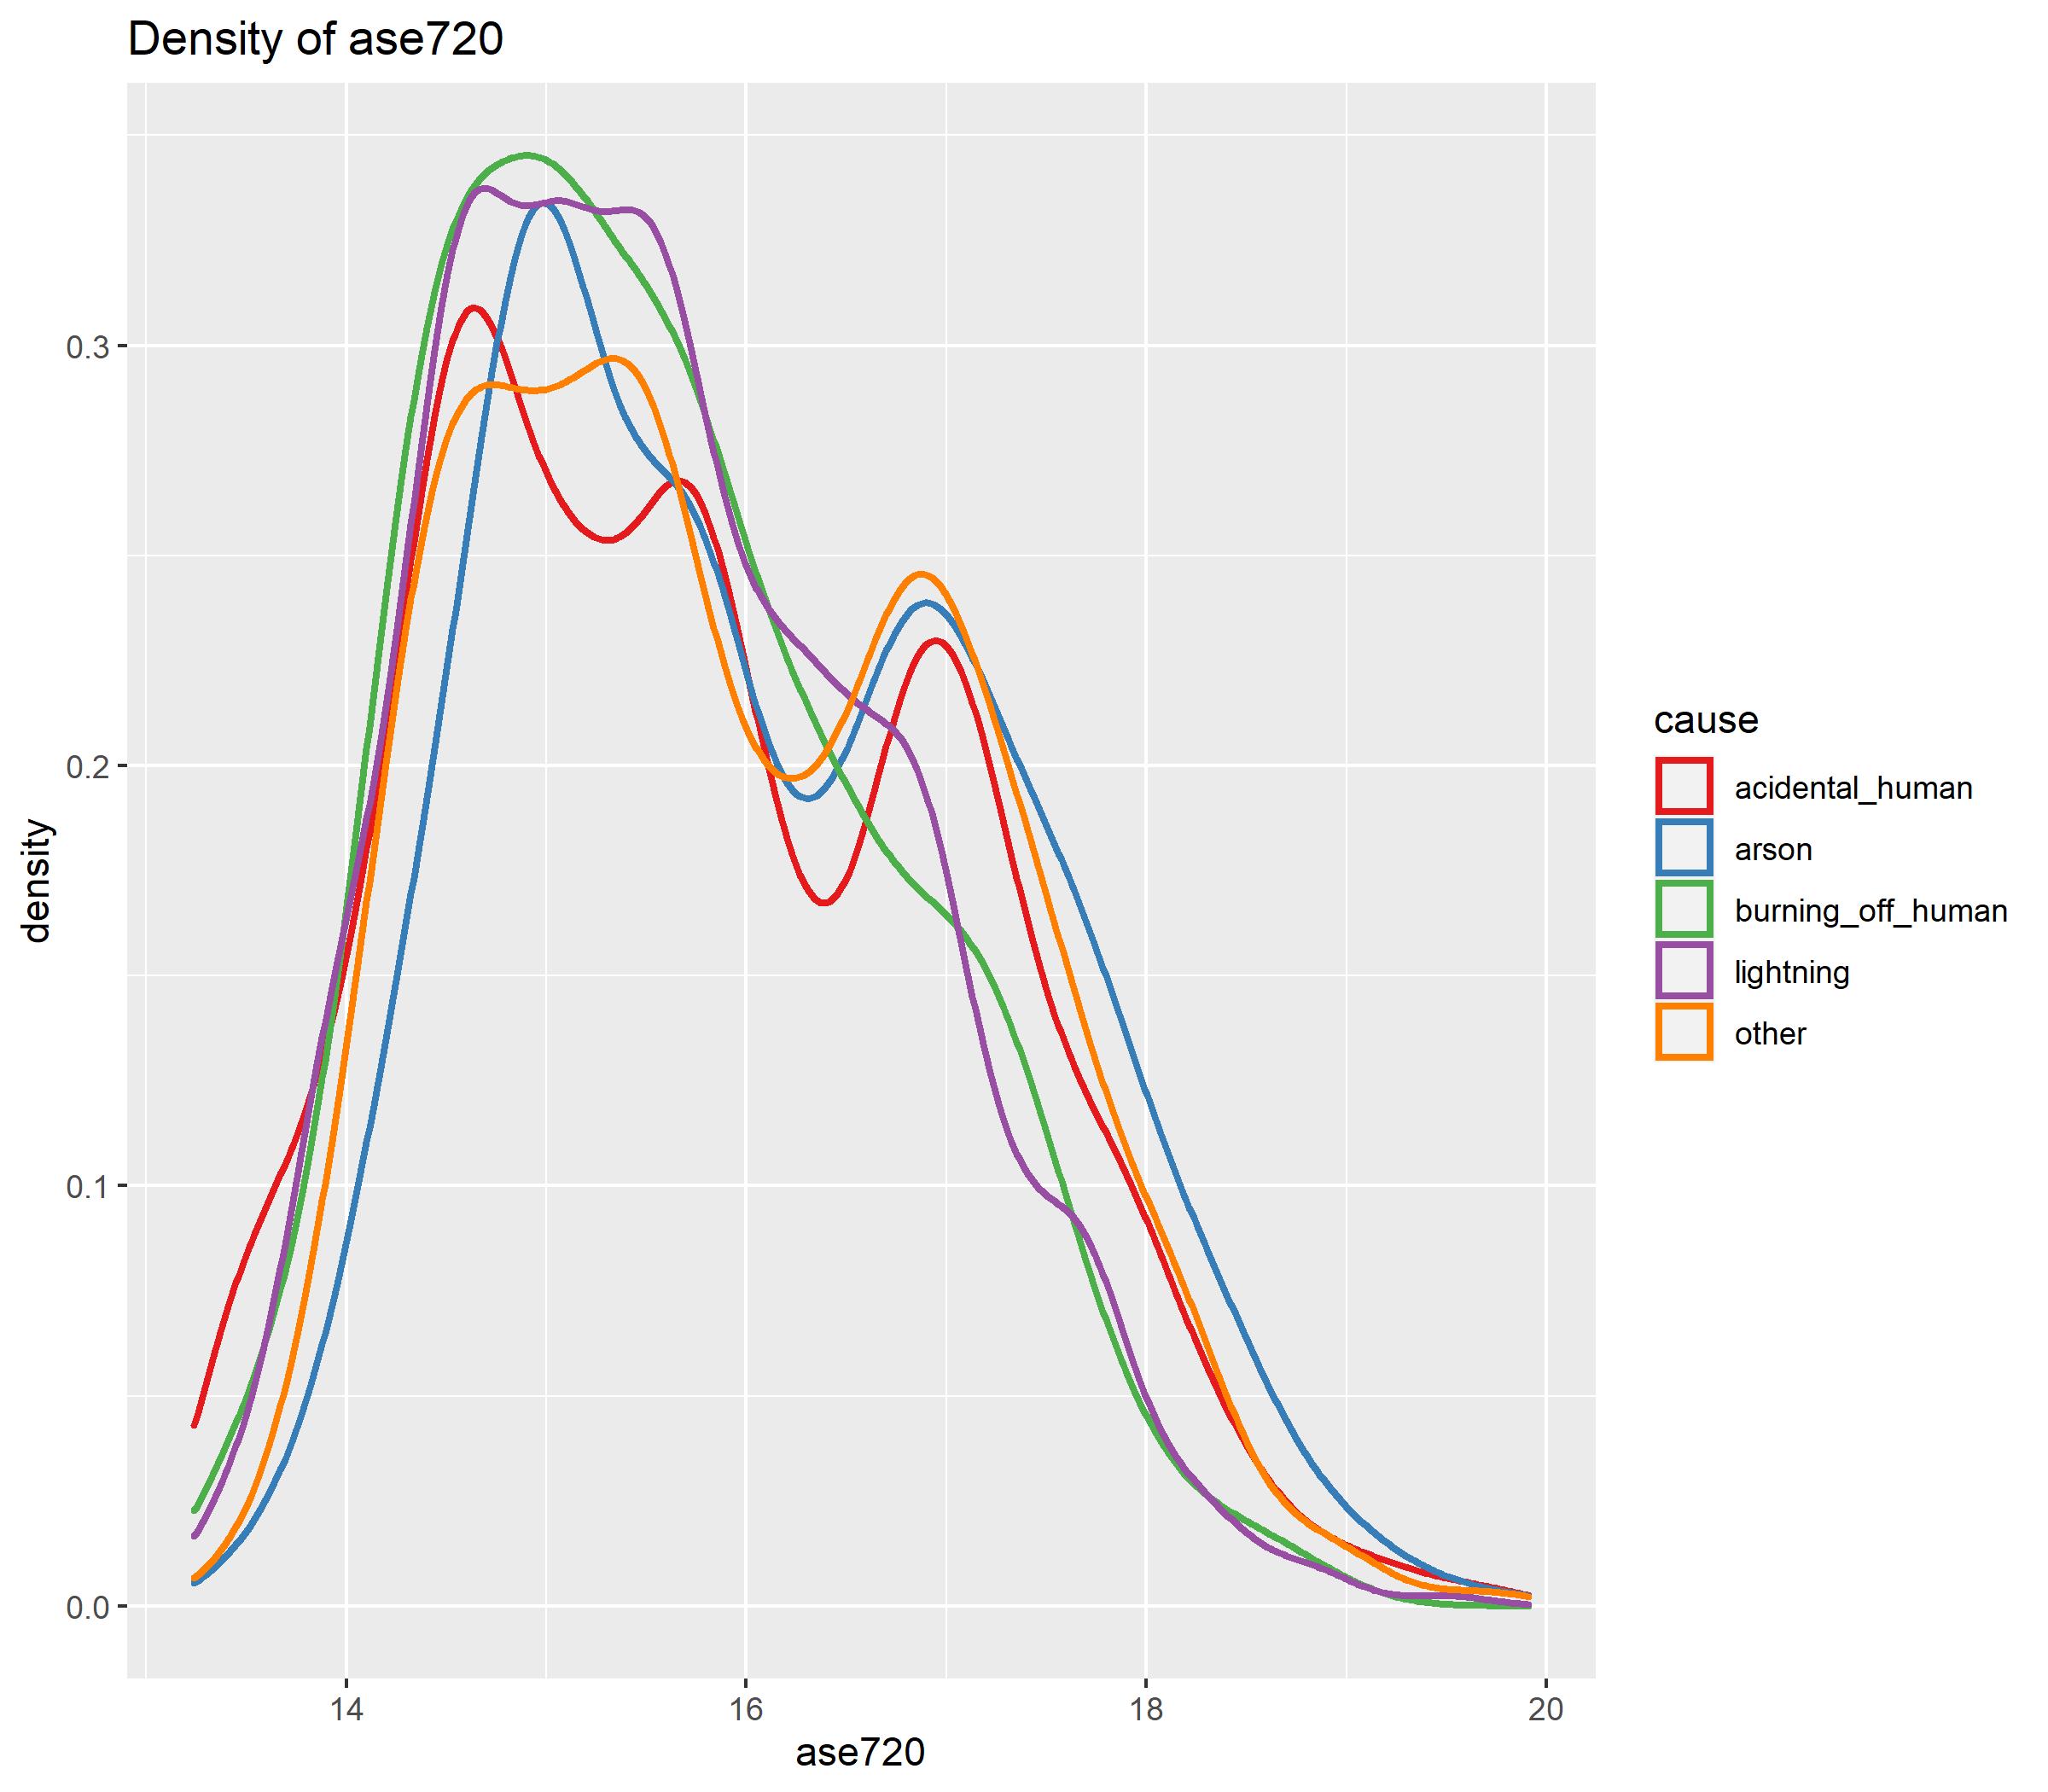 Density of ase720
density
0.3
0.2
0.1
0.0
14
16
18
20
ase720
cause
acidental_human
arson
burning_off_human
lightning
other